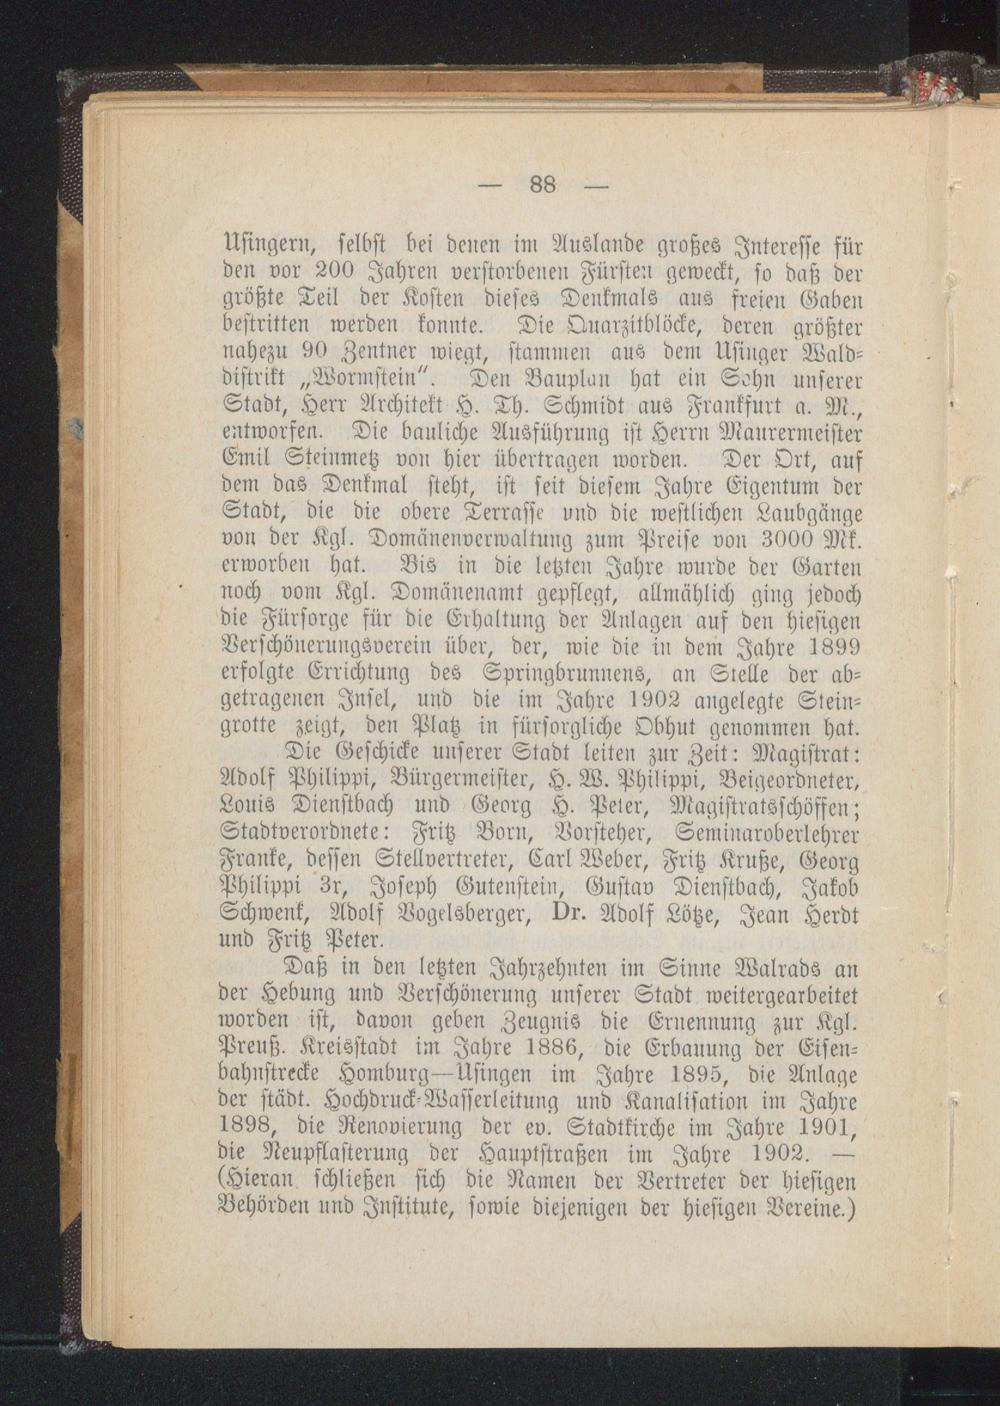 — 88 —
Usingern, selbst bei denen im Auslande großes Interesse für
den vor 200 Jahren verstorbenen Fürsten geweckt, so daß der
größte Teil der Kosten dieses Denkmals aus freien Gaben
bestritten werden konnte. Die Quarzitblöcke, deren größter
nahezu 90 Zentner wiegt, stammen aus dem Usinger Wald-
distrikt „Wormstein“. Den Bauplan hat ein Sohn unserer
Stadt, Herr Architekt H. Th. Schmidt aus Frankfurt a. M.,
entworfen. Die bauliche Ausführung ist Herrn Maurermeister
Emil Steinmetz von hier übertragen worden. Der Ort, auf
dem das Denkmal steht, ist seit diesem Jahre Eigentum der
Stadt, die die obere Terrasse und die westlichen Laubgänge
von der Kgl. Domänenverwaltung zum Preise von 3000 Mk.
erworben hat. Bis in die letzten Jahre wurde der Garten
noch vom Kgl. Domänenamt gepflegt, allmählich ging jedoch
die Fürsorge für die Erhaltung der Anlagen auf den hiesigen
Verschönerungsverein über, der, wie die in dem Jahre 1899
erfolgte Errichtung des Springbrunnens, an Stelle der ab-
getragenen Insel, und die im Jahre 1902 angelegte Stein-
grotte zeigt, den Platz in fürsorgliche Obhut genommen hat.
Die Geschicke unserer Stadt leiten zur Zeit: Magistrat:
Adolf Philippi, Bürgermeister, H. W. Philippi, Beigeordneter,
Louis Dienstbach und Georg H. Peter, Magistratsschöffen;
Stadtverordnete: Fritz Born, Vorsteher, Seminaroberlehrer
Franke, dessen Stellvertreter, Carl Weber, Fritz Kruße, Georg
Philippi 3r, Joseph Gutenstein, Gustav Dienstbach, Jakob
Schwenk, Adolf Vogelsberger, Dr. Adolf Lötze, Jean Herdt
und Fritz Peter.
Daß in den letzten Jahrzehnten im Sinne Walrads an
der Hebung und Verschönerung unserer Stadt weitergearbeitet
worden ist, davon geben Zeugnis die Ernennung zur Kgl.
Preuß. Kreisstadt im Jahre 1886, die Erbauung der Eisen-
bahnstrecke Homburg—Usingen im Jahre 1895, die Anlage
der städt. Hochdruck-Wasserleitung und Kanalisation im Jahre
1898, die Renovierung der ev. Stadtkirche im Jahre 1901,
die Neupflasterung der Hauptstraßen im Jahre 1902. —
(Hieran schließen sich die Namen der Vertreter der hiesigen
Behörden und Institute, sowie diejenigen der hiesigen Vereine.)